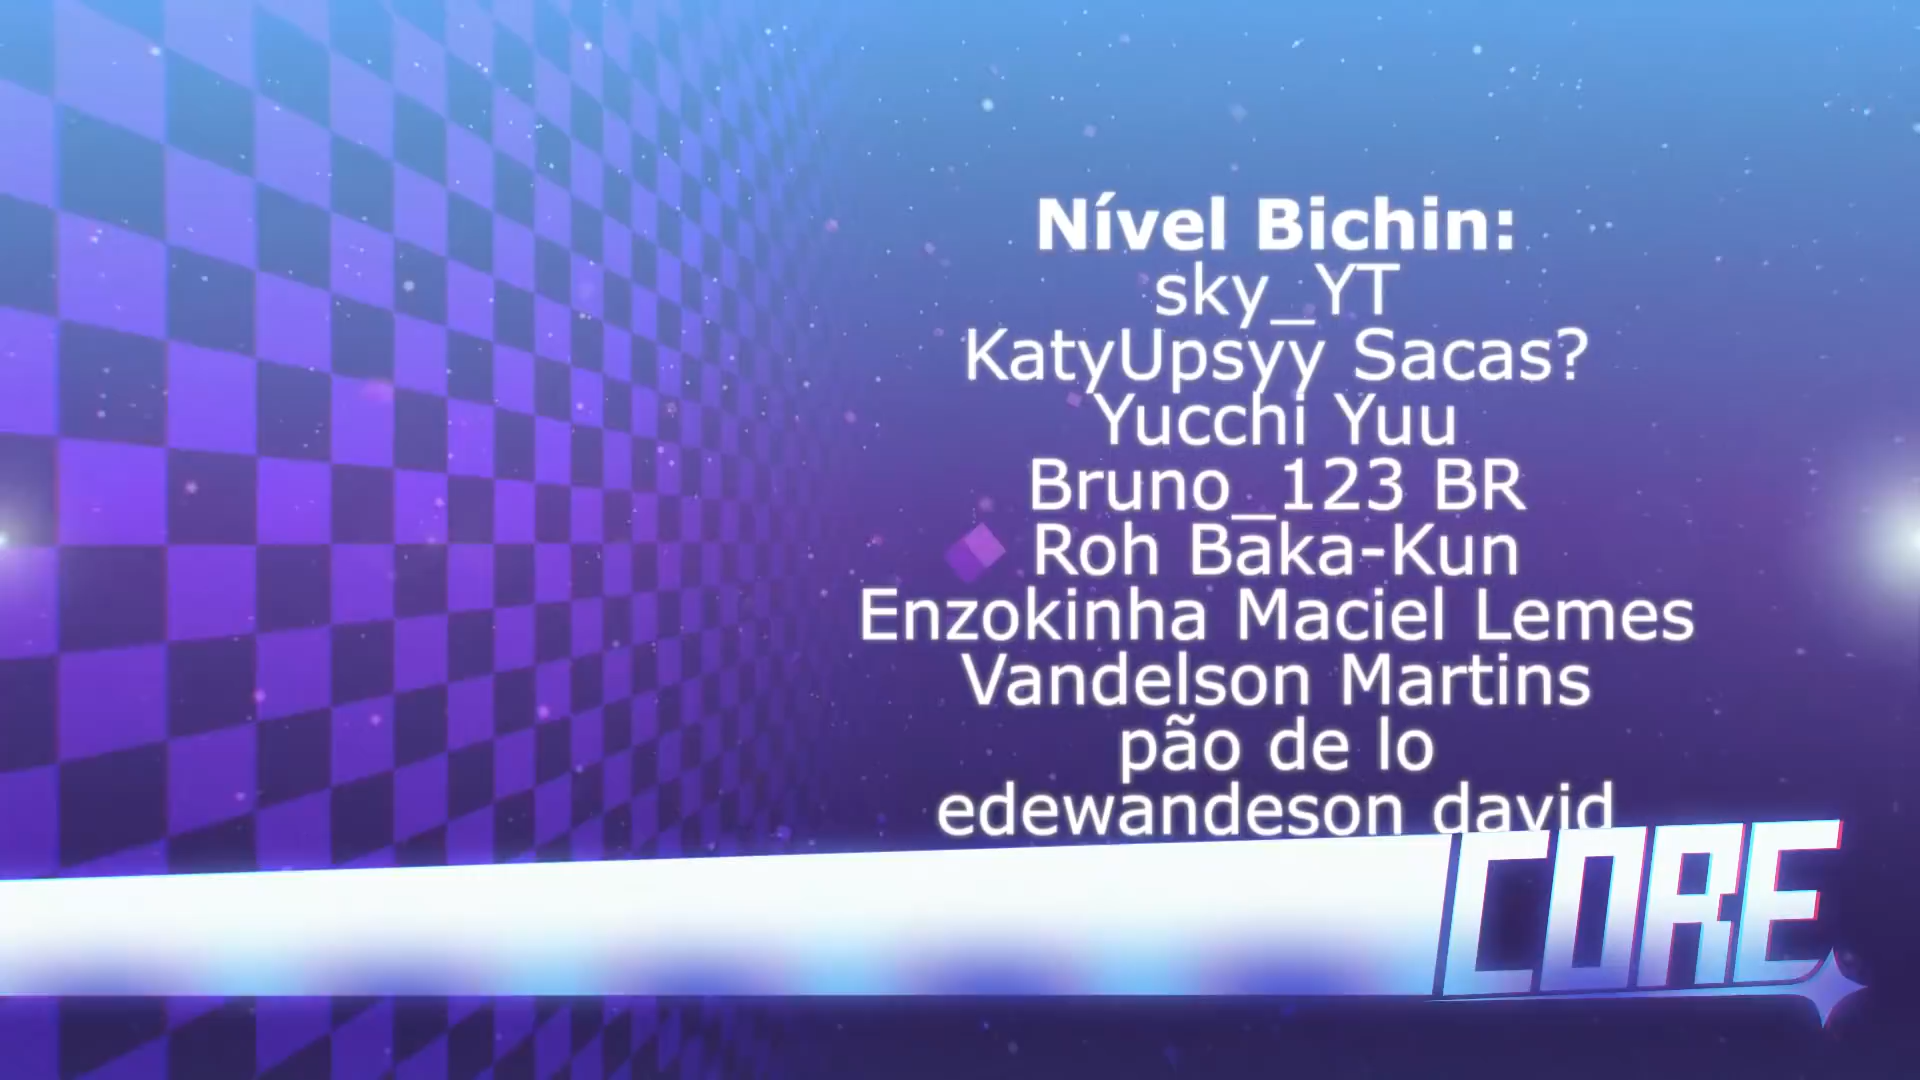 Nível Bichin:
sky_YT
KatyUpsyy Sacas?
Yucchi Yuu
Bruno_123 BR
Roh Baka-Kun
Enzokinha Maciel Lemes
Vandelson Martins
pão de lo
edewandeson david
CORE